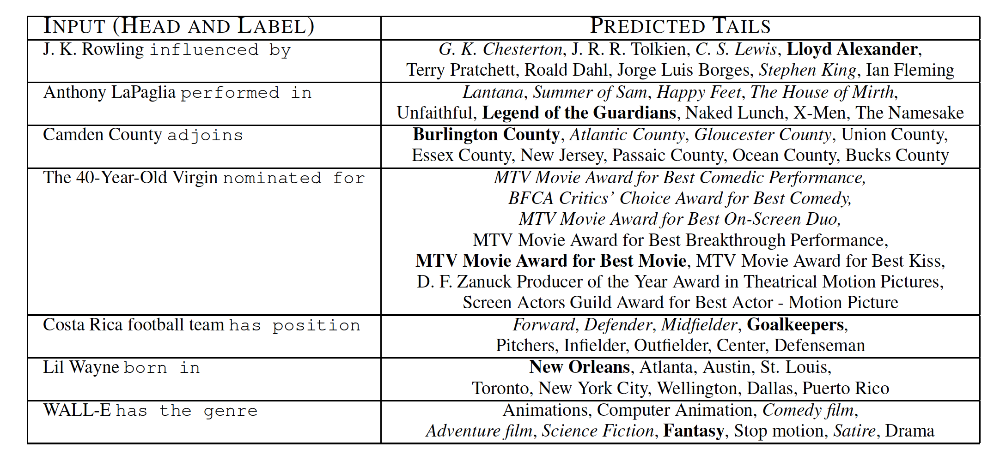 INPUT (HEAD AND LABEL) PREDICTED TAILS
J. K. Rowling influenced by G. K. Chesterton, J. R. R. Tolkien, C. S. Lewis, Lloyd Alexander,
Terry Pratchett, Roald Dahl, Jorge Luis Borges, Stephen King, Ian Fleming
Anthony LaPaglia performed in Lantana, Summer of Sam, Happy Feet, The House of Mirth,
Unfaithful, Legend of the Guardians, Naked Lunch, X-Men, The Namesake
Camden County adjoins Burlington County, Atlantic County, Gloucester County, Union County,
Essex County, New Jersey, Passaic County, Ocean County, Bucks County
The 40-Year-Old Virgin nominated for MTV Movie Award for Best Comedic Performance,
BFCA Critics' Choice Award for Best Comedy,
MTV Movie Award for Best On-Screen Duo,
MTV Movie Award for Best Breakthrough Performance,
MTV Movie Award for Best Movie, MTV Movie Award for Best Kiss,
D. F. Zanuck Producer of the Year Award in Theatrical Motion Pictures,
Screen Actors Guild Award for Best Actor - Motion Picture
Costa Rica football team has position Forward, Defender, Midfielder, Goalkeepers,
Pitchers, Infielder, Outfielder, Center, Defenseman
Lil Wayne born in New Orleans, Atlanta, Austin, St. Louis,
Toronto, New York City, Wellington, Dallas, Puerto Rico
WALL-E has the genre Animations, Computer Animation, Comedy film,
Adventure film, Science Fiction, Fantasy, Stop motion, Satire, Drama